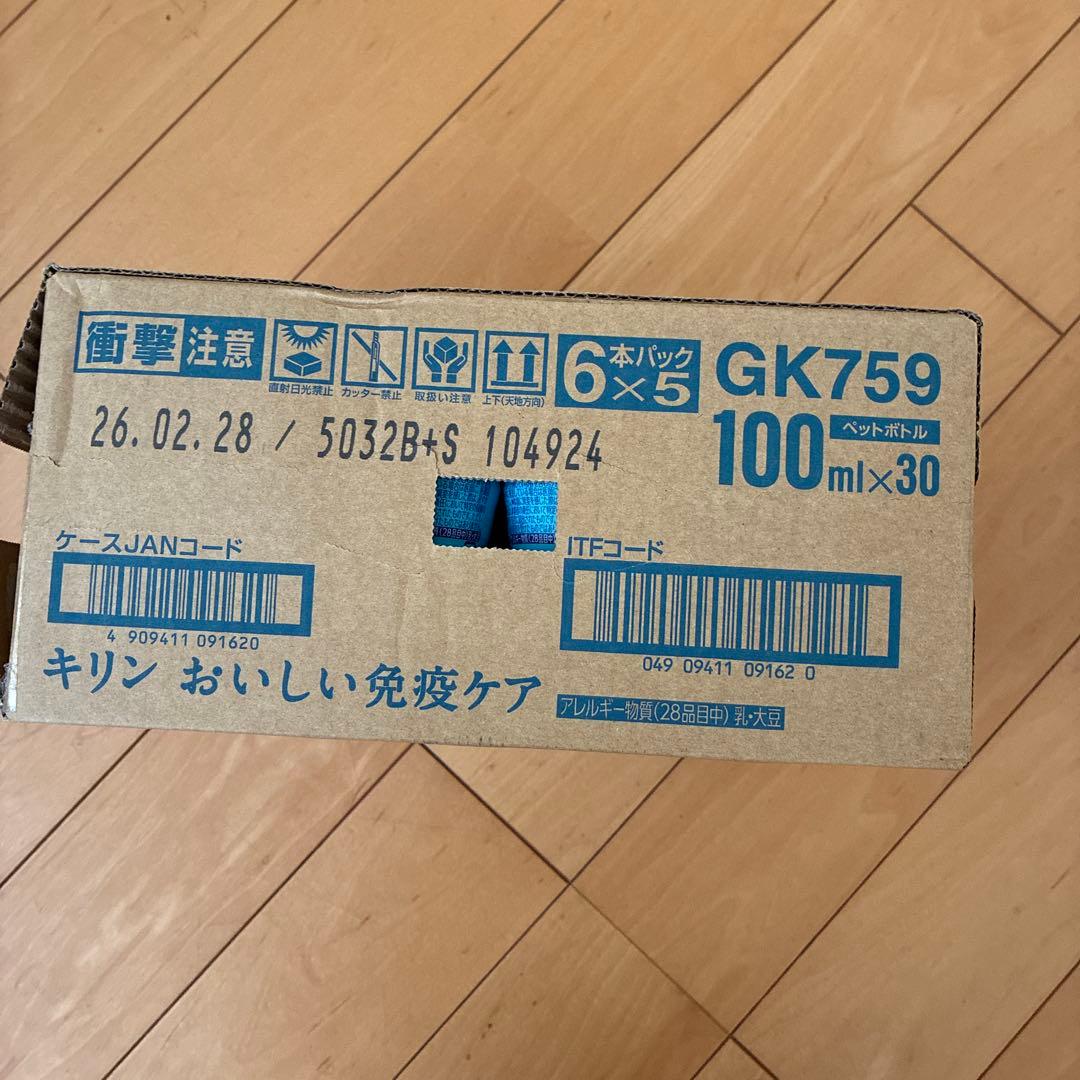 衝撃注意
直射日光禁止 カッター禁止 取扱い注意 上下(天地方向)
6本パック×5
GK759
100ml×30 ペットボトル
26.02.28 / 5032B+S 104924
ケースJANコード
4 909411 091620
ITFコード
049 09411 09162 0
キリン おいしい免疫ケア
アレルギー物質(28品目中)乳・大豆